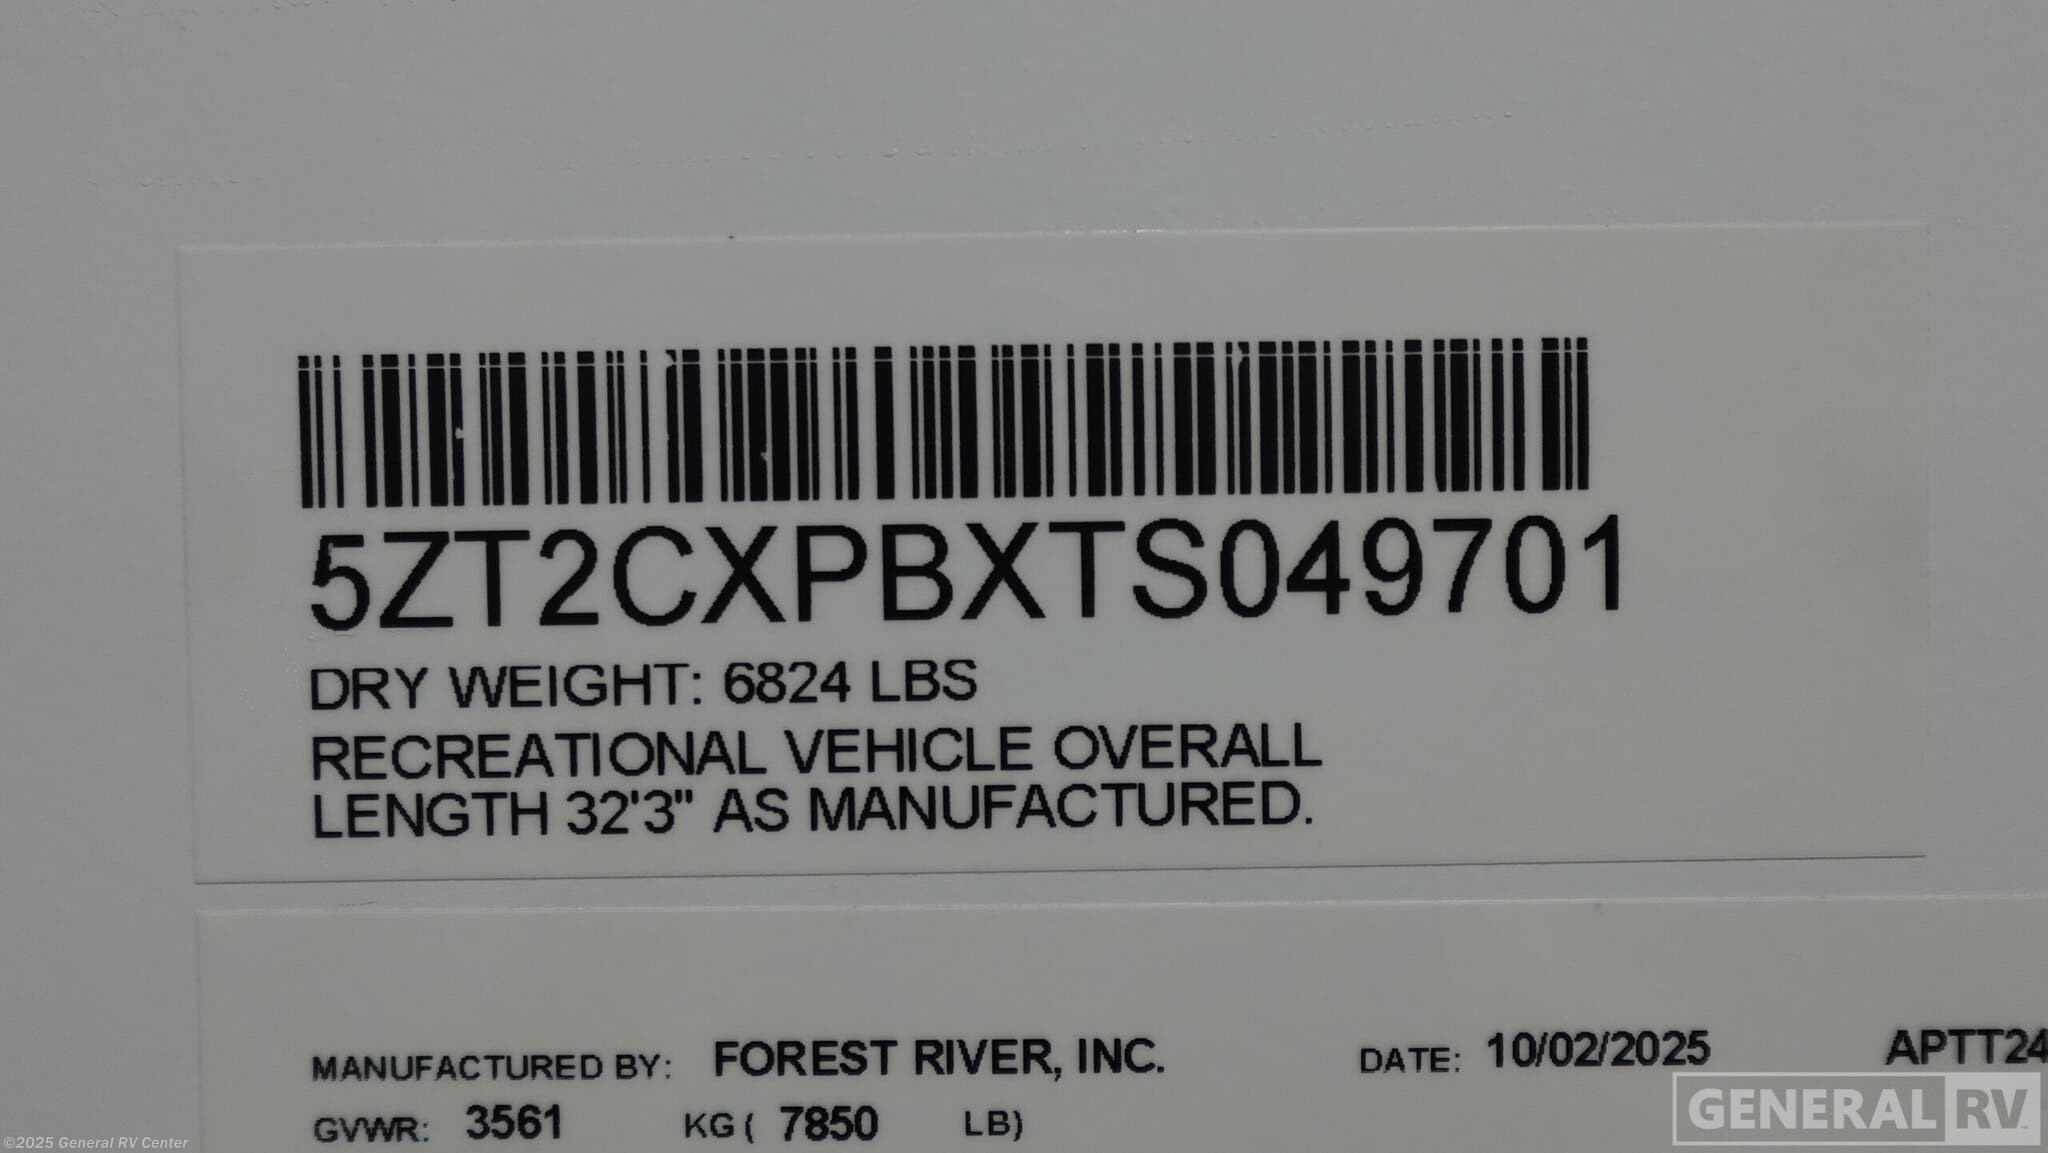 5ZT2CXPBXTS049701
DRY WEIGHT: 6824 LBS
RECREATIONAL VEHICLE OVERALL
LENGTH 32'3" AS MANUFACTURED.
MANUFACTURED BY: FOREST RIVER, INC. DATE: 10/02/2025 APTT24
GVWR: 3561 KG ( 7850 LB)
GENERAL RV
©2025 General RV Center